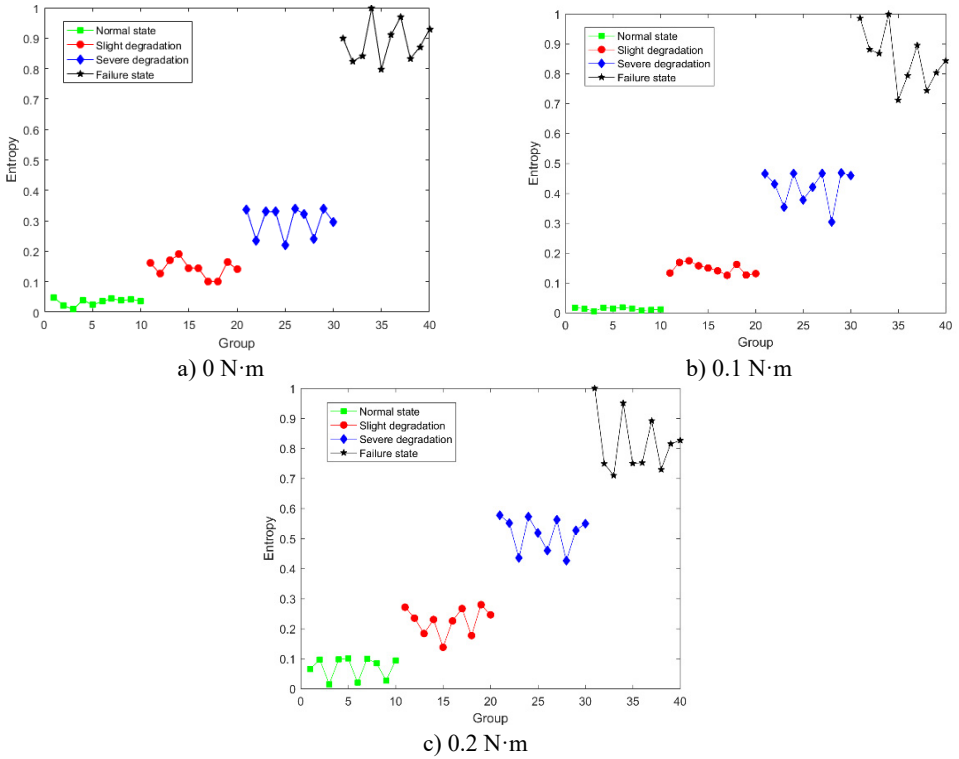 1
0.9
0.8
0.7
0.6
0.5
0.4
0.3
0.2
0.1
0
Entropy
Normal state
Slight degradation
Severe degradation
Failure state
0 5 10 15 20 25 30 35 40
Group
a) 0 N·m
1
0.9
0.8
0.7
0.6
0.5
0.4
0.3
0.2
0.1
0
Entropy
Normal state
Slight degradation
Severe degradation
Failure state
0 5 10 15 20 25 30 35 40
Group
b) 0.1 N·m
1
0.9
0.8
0.7
0.6
0.5
0.4
0.3
0.2
0.1
0
Entropy
Normal state
Slight degradation
Severe degradation
Failure state
0 5 10 15 20 25 30 35 40
Group
c) 0.2 N·m